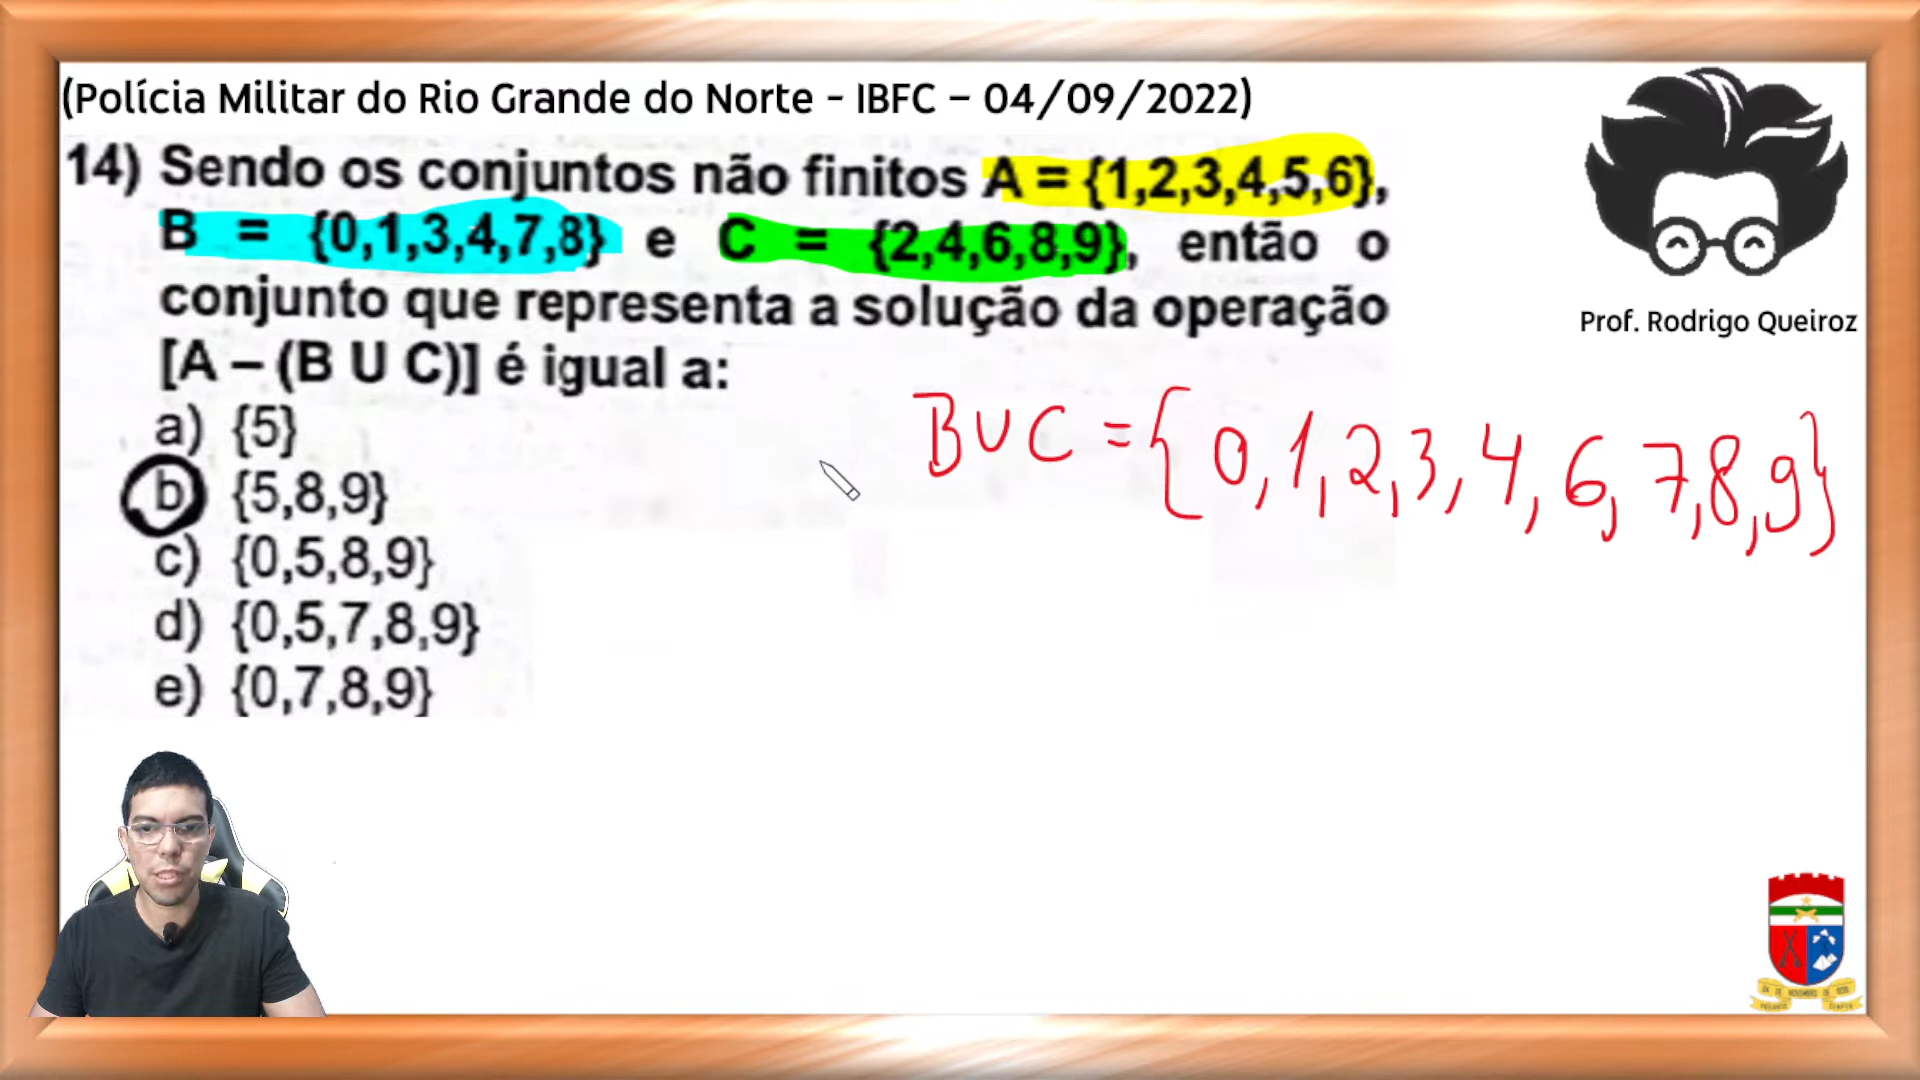 (Polícia Militar do Rio Grande do Norte - IBFC – 04/09/2022)
14) Sendo os conjuntos não finitos A = {1,2,3,4,5,6},
B = {0,1,3,4,7,8} e C = {2,4,6,8,9}, então o
conjunto que representa a solução da operação
[A – (B U C)] é igual a:
a) {5}
b) {5,8,9}
c) {0,5,8,9}
d) {0,5,7,8,9}
e) {0,7,8,9}
Prof. Rodrigo Queiroz
B U C = {0,1,2,3,4,6,7,8,9}